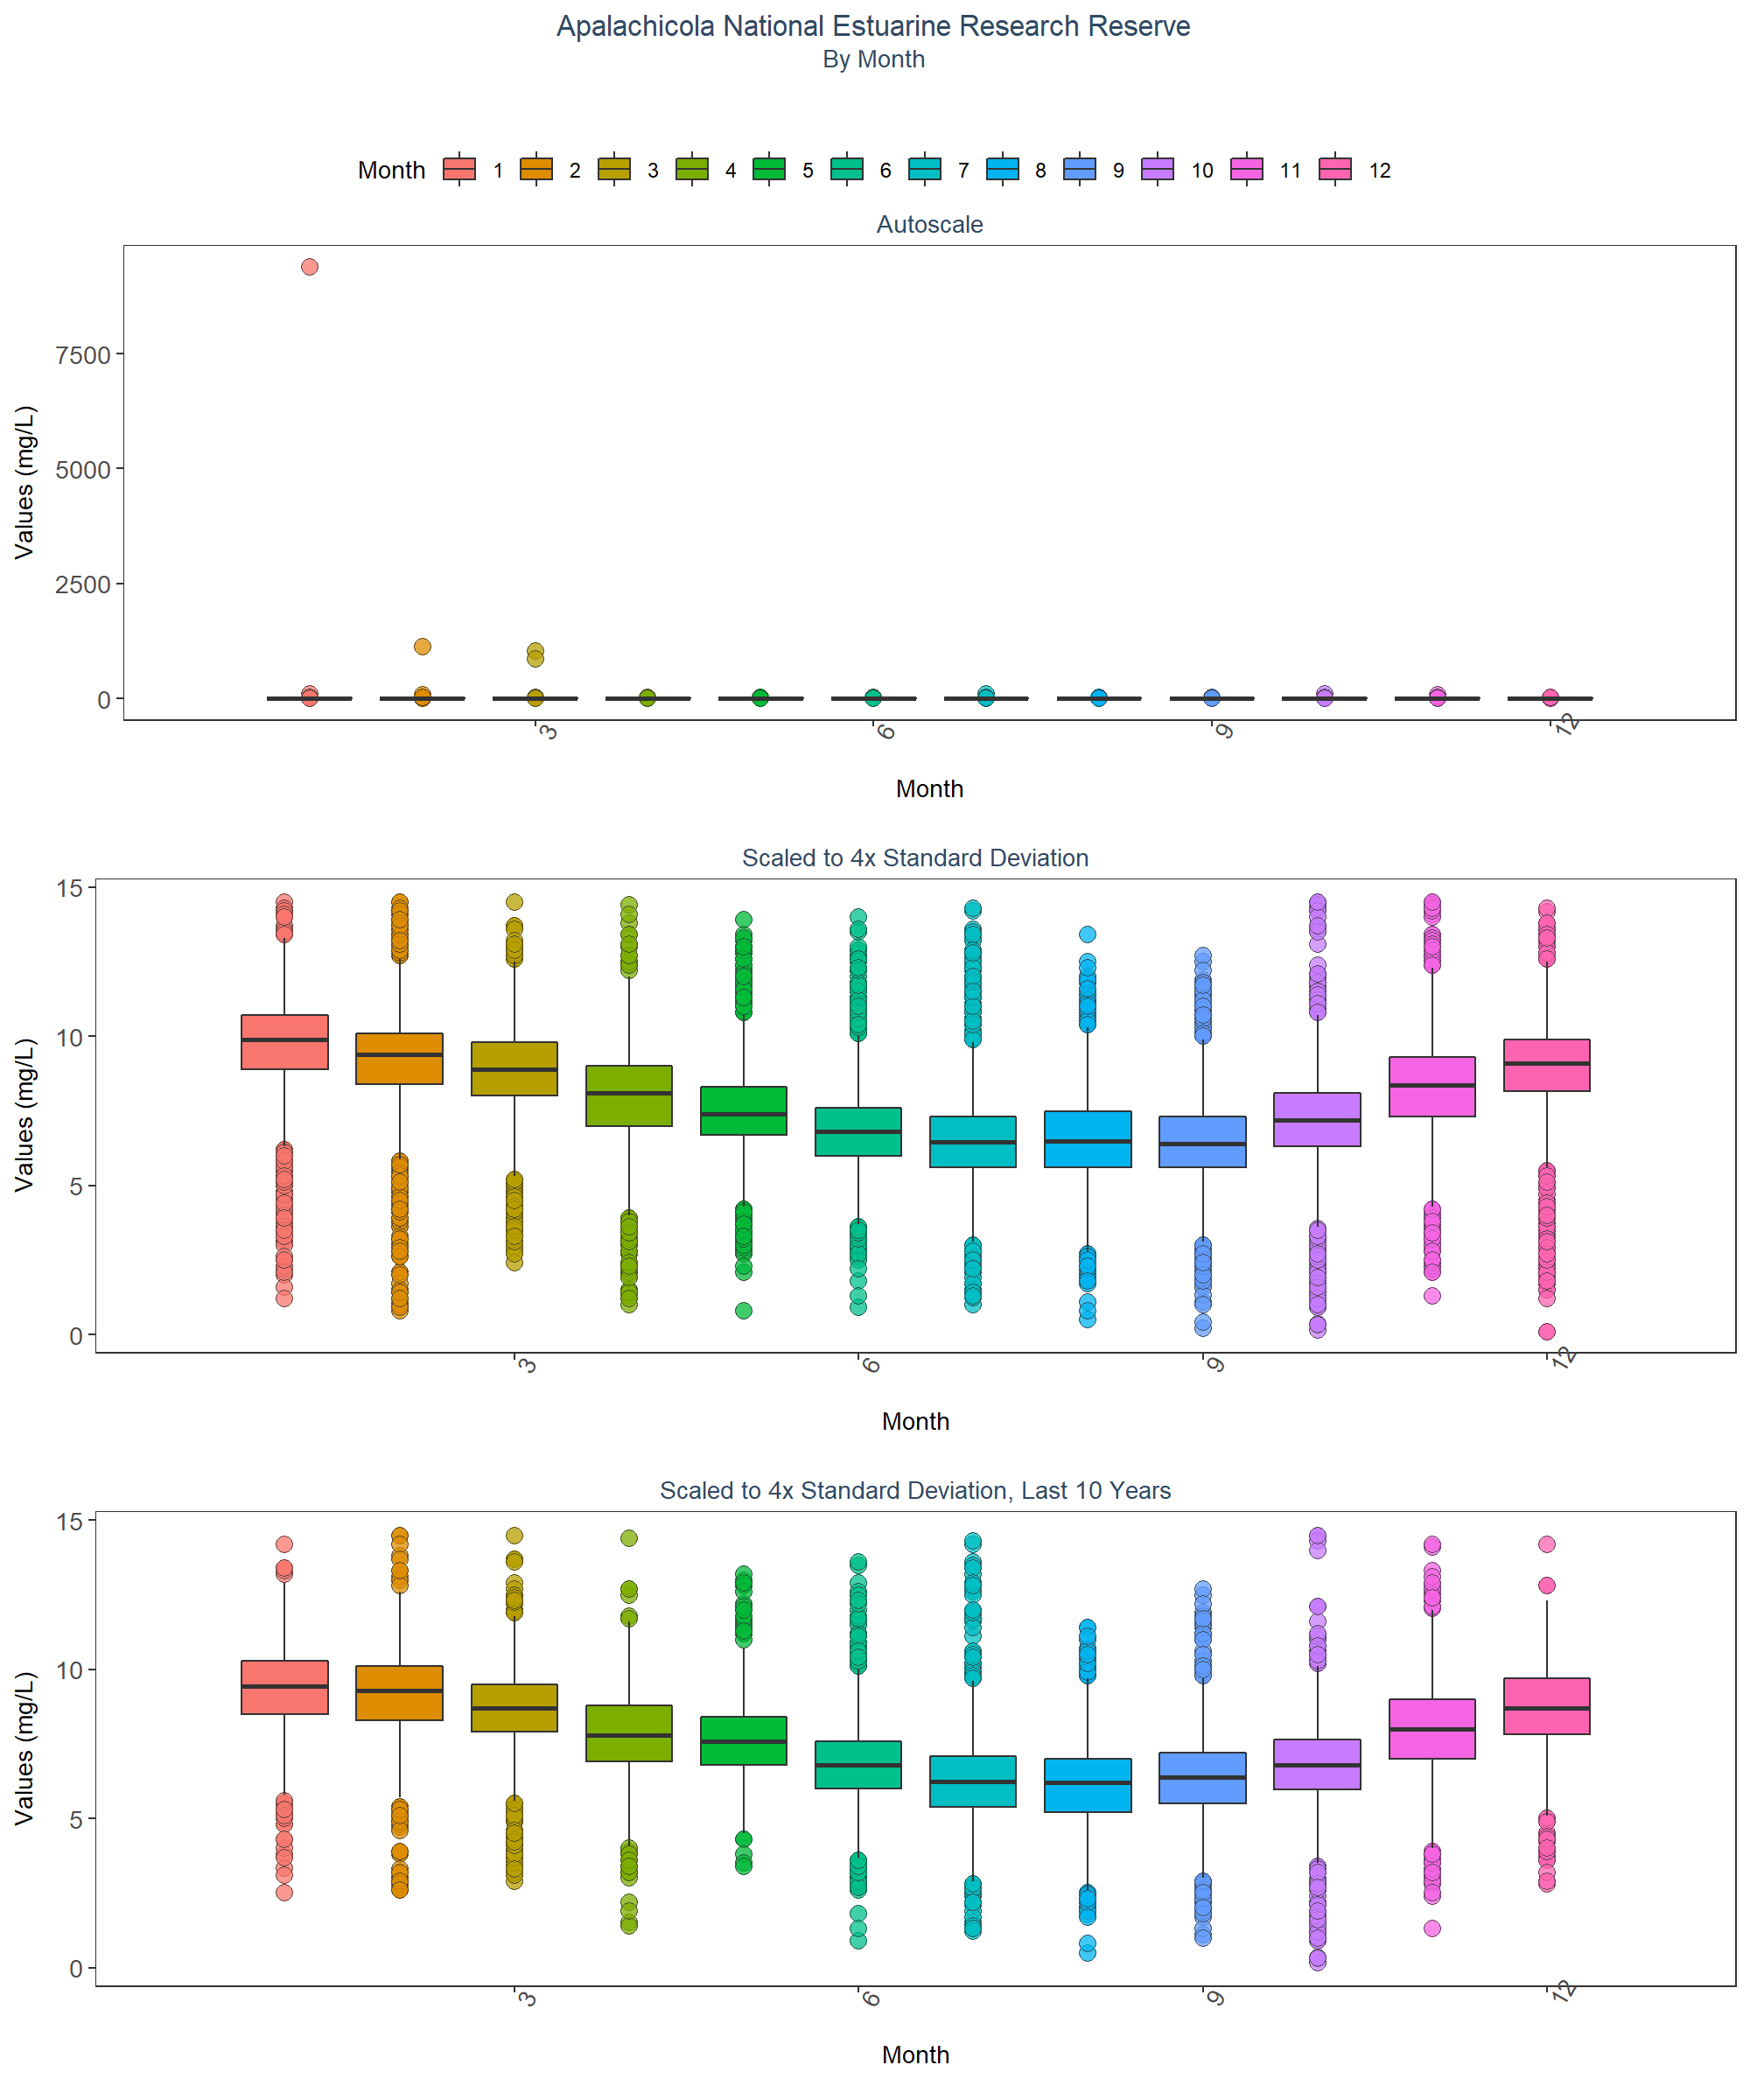 Apalachicola National Estuarine Research Reserve
By Month
Month 1 2 3 4 5 6 7 8 9 10 11 12
Autoscale
Values (mg/L)
7500
5000
2500
0
3 6 9 12
Month
Scaled to 4x Standard Deviation
Values (mg/L)
15
10
5
0
3 6 9 12
Month
Scaled to 4x Standard Deviation, Last 10 Years
Values (mg/L)
15
10
5
0
3 6 9 12
Month